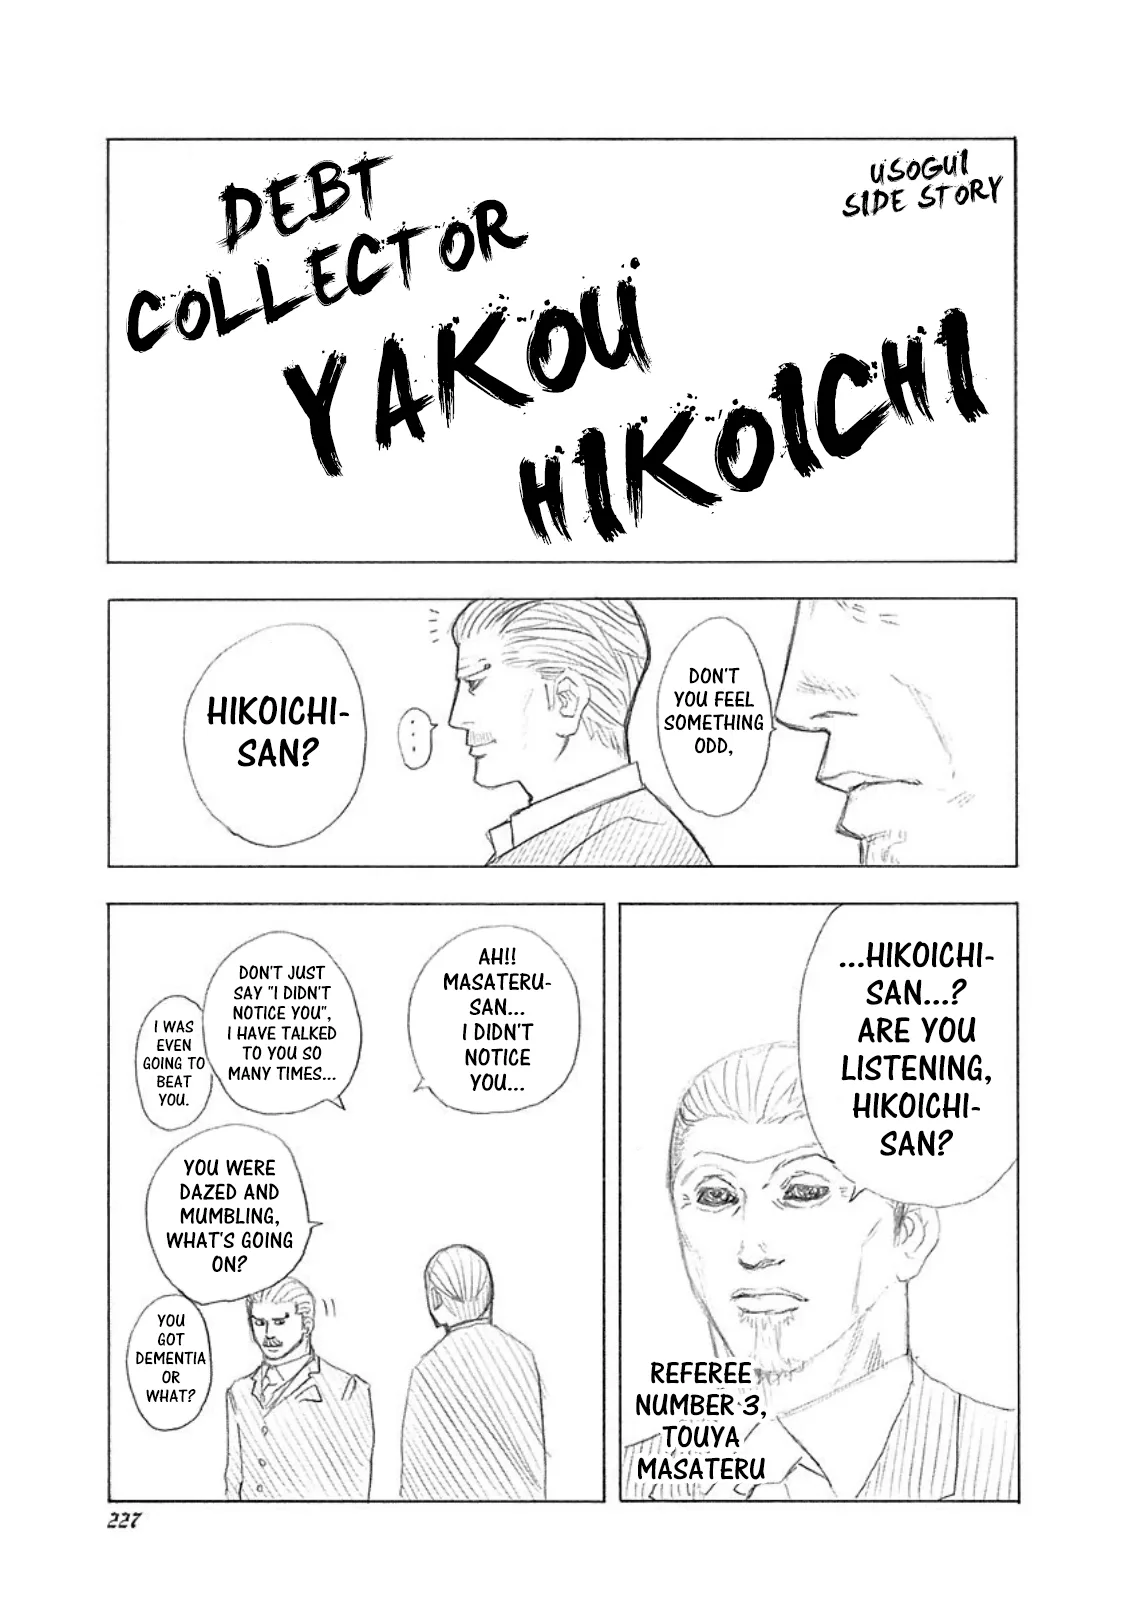 USOGUI
SIDE STORY
DEBT
COLLECTOR
YAKOU
HIKOICHI
DON'T
YOU FEEL
SOMETHING
ODD,
...
HIKOICHI-
SAN?
...HIKOICHI-
SAN...?
ARE YOU
LISTENING,
HIKOICHI-
SAN?
REFEREE
NUMBER 3,
TOUYA
MASATERU
AH!!
MASATERU-
SAN...
I DIDN'T
NOTICE
YOU...
DON'T JUST
SAY "I DIDN'T
NOTICE YOU",
I HAVE TALKED
TO YOU SO
MANY TIMES...
I WAS
EVEN
GOING TO
BEAT
YOU.
YOU WERE
DAZED AND
MUMBLING,
WHAT'S GOING
ON?
YOU
GOT
DEMENTIA
OR
WHAT?
227